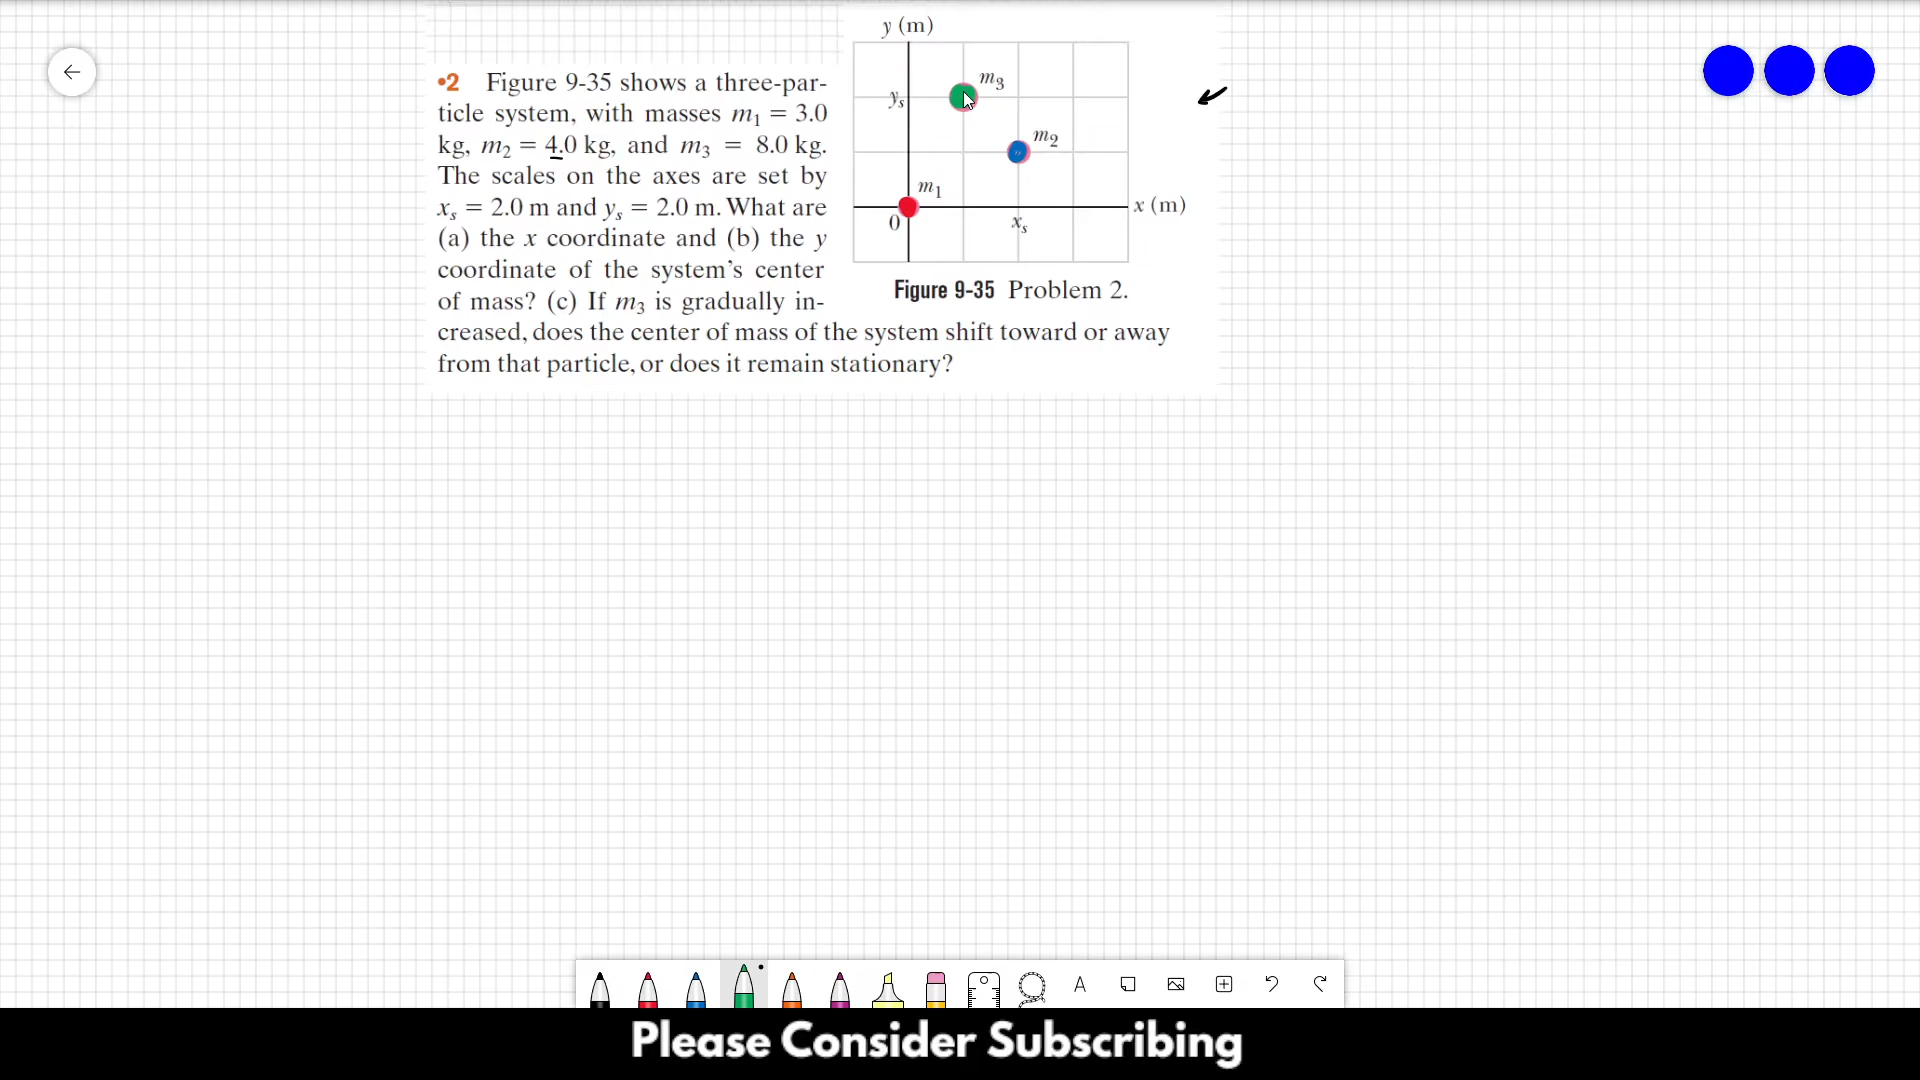 •2 Figure 9-35 shows a three-par-
ticle system, with masses m1 = 3.0
kg, m2 = 4.0 kg, and m3 = 8.0 kg.
The scales on the axes are set by
xs = 2.0 m and ys = 2.0 m. What are
(a) the x coordinate and (b) the y
coordinate of the system's center
of mass? (c) If m3 is gradually in-
creased, does the center of mass of the system shift toward or away
from that particle, or does it remain stationary?
y (m)
m3
ys
m2
m1
x (m)
0
xs
Figure 9-35 Problem 2.
A
Please Consider Subscribing